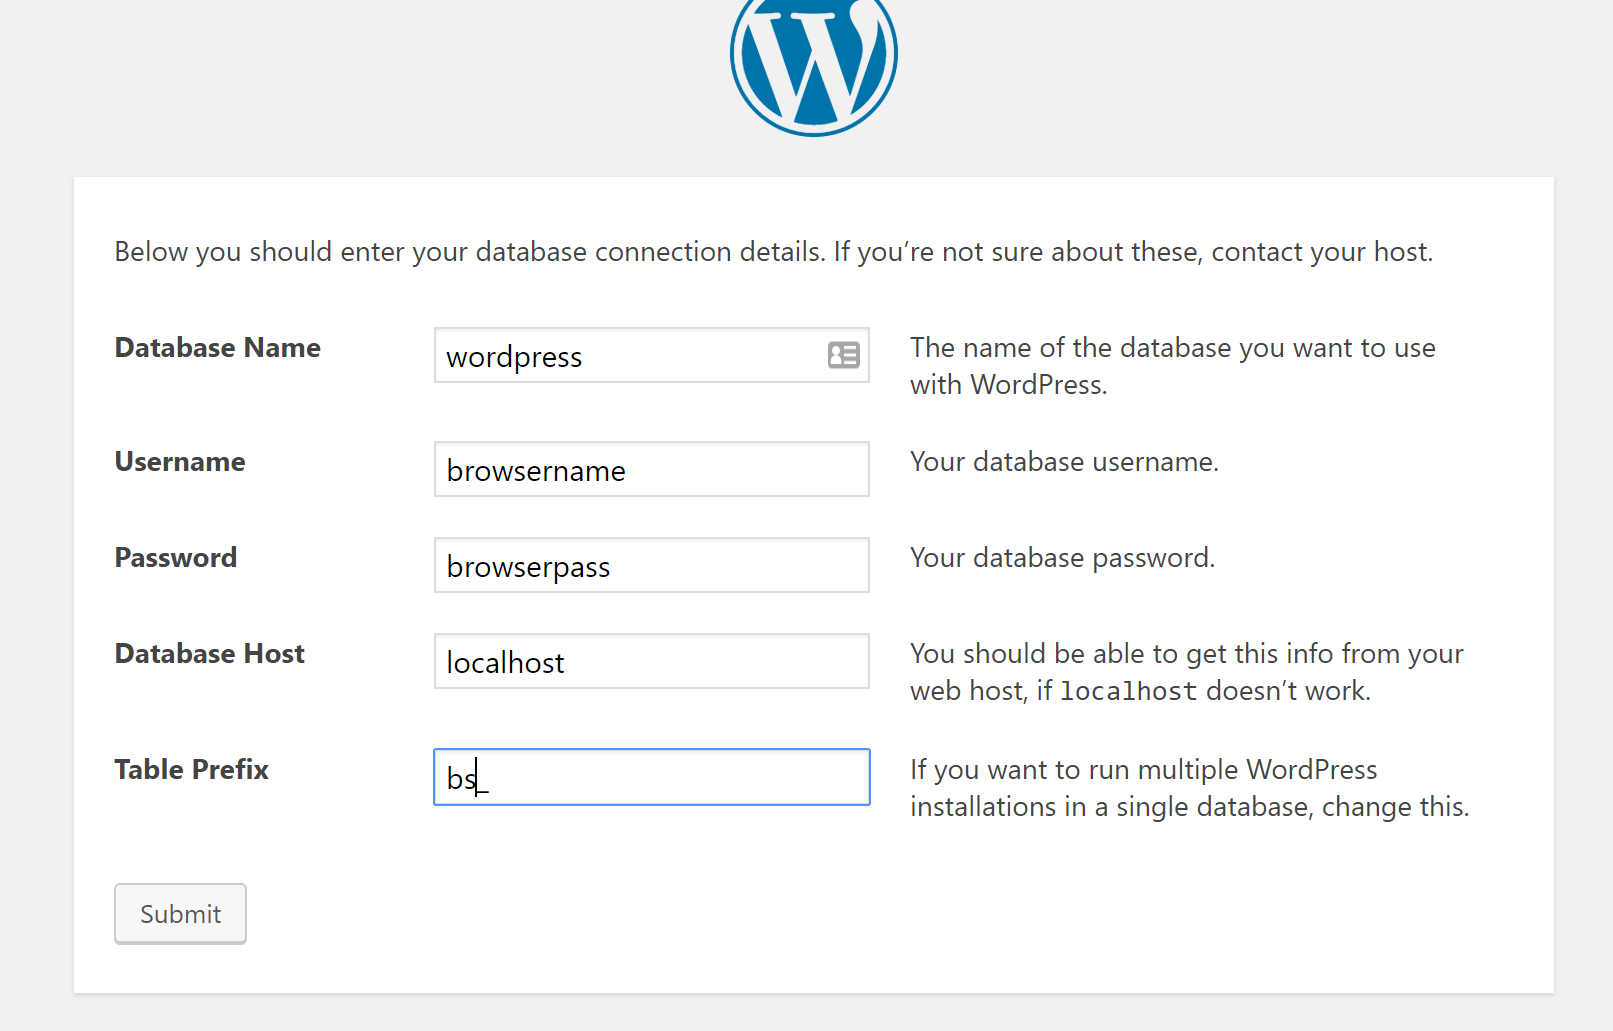 Below you should enter your database connection details. If you’re not sure about these, contact your host.
Database Name
wordpress
The name of the database you want to use
with WordPress.
Username
browsername
Your database username.
Password
browserpass
Your database password.
Database Host
localhost
You should be able to get this info from your
web host, if localhost doesn’t work.
Table Prefix
bs_
If you want to run multiple WordPress
installations in a single database, change this.
Submit